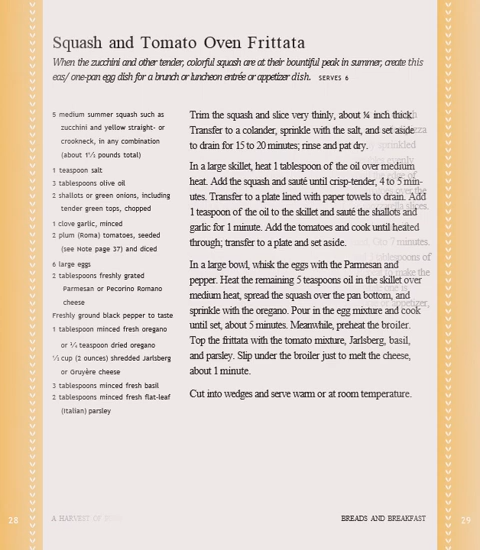 Squash and Tomato Oven Frittata
When the zucchini and other tender, colorful squash are at their bountiful peak in summer, create this
easy one-pan egg dish for a brunch or luncheon entrée or appetizer dish. SERVES 6
5 medium summer squash such as
zucchini and yellow straight- or
crookneck, in any combination
(about 1½ pounds total)
1 teaspoon salt
3 tablespoons olive oil
2 shallots or green onions, including
tender green tops, chopped
1 clove garlic, minced
2 plum (Roma) tomatoes, seeded
(see Note page 37) and diced
6 large eggs
2 tablespoons freshly grated
Parmesan or Pecorino Romano
cheese
Freshly ground black pepper to taste
1 tablespoon minced fresh oregano
or ¼ teaspoon dried oregano
½ cup (2 ounces) shredded Jarlsberg
or Gruyère cheese
3 tablespoons minced fresh basil
2 tablespoons minced fresh flat-leaf
(Italian) parsley
Trim the squash and slice very thinly, about ¼ inch thick.
Transfer to a colander, sprinkle with the salt, and set aside
to drain for 15 to 20 minutes; rinse and pat dry.
In a large skillet, heat 1 tablespoon of the oil over medium
heat. Add the squash and sauté until crisp-tender, 4 to 5 min-
utes. Transfer to a plate lined with paper towels to drain. Add
1 teaspoon of the oil to the skillet and sauté the shallots and
garlic for 1 minute. Add the tomatoes and cook until heated
through; transfer to a plate and set aside.
In a large bowl, whisk the eggs with the Parmesan and
pepper. Heat the remaining 5 teaspoons oil in the skillet over
medium heat, spread the squash over the pan bottom, and
sprinkle with the oregano. Pour in the egg mixture and cook
until set, about 5 minutes. Meanwhile, preheat the broiler.
Top the frittata with the tomato mixture, Jarlsberg, basil,
and parsley. Slip under the broiler just to melt the cheese,
about 1 minute.
Cut into wedges and serve warm or at room temperature.
28
A HARVEST OF
BREADS AND BREAKFAST
29